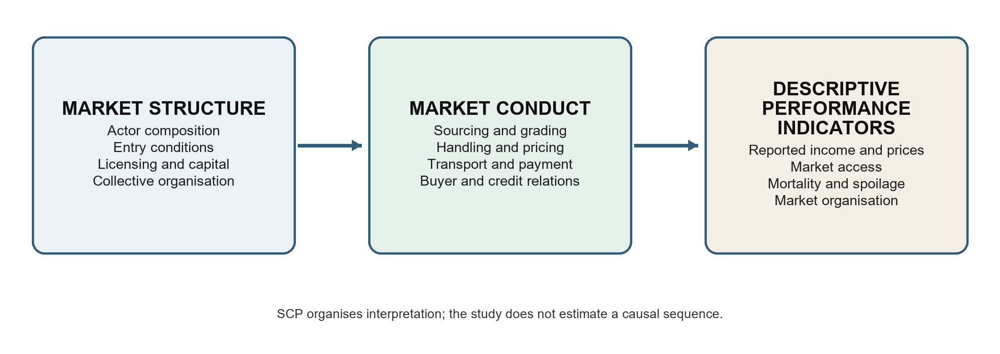 MARKET STRUCTURE
Actor composition
Entry conditions
Licensing and capital
Collective organisation
MARKET CONDUCT
Sourcing and grading
Handling and pricing
Transport and payment
Buyer and credit relations
DESCRIPTIVE
PERFORMANCE
INDICATORS
Reported income and prices
Market access
Mortality and spoilage
Market organisation
SCP organises interpretation; the study does not estimate a causal sequence.